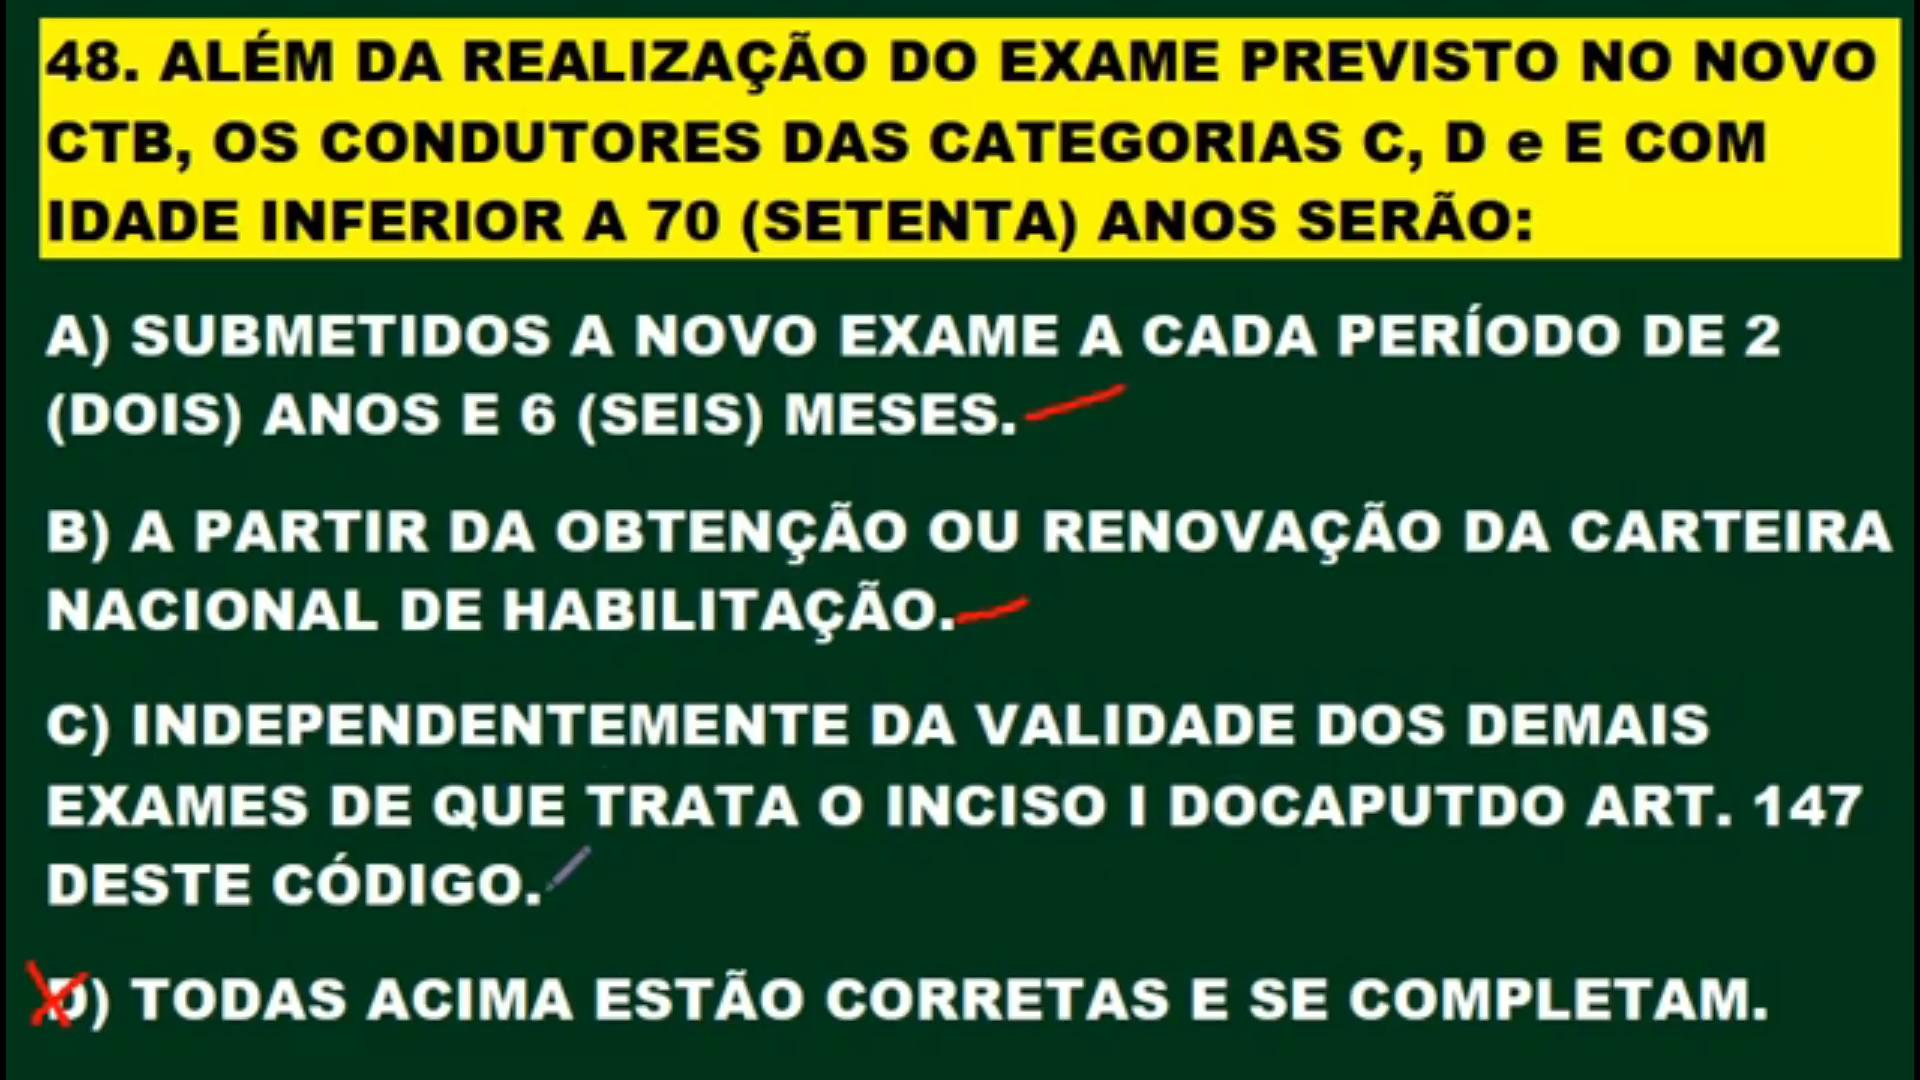 48. ALÉM DA REALIZAÇÃO DO EXAME PREVISTO NO NOVO
CTB, OS CONDUTORES DAS CATEGORIAS C, D e E COM
IDADE INFERIOR A 70 (SETENTA) ANOS SERÃO:
A) SUBMETIDOS A NOVO EXAME A CADA PERÍODO DE 2
(DOIS) ANOS E 6 (SEIS) MESES.
B) A PARTIR DA OBTENÇÃO OU RENOVAÇÃO DA CARTEIRA
NACIONAL DE HABILITAÇÃO.
C) INDEPENDENTEMENTE DA VALIDADE DOS DEMAIS
EXAMES DE QUE TRATA O INCISO I DOCAPUTDO ART. 147
DESTE CÓDIGO.
D) TODAS ACIMA ESTÃO CORRETAS E SE COMPLETAM.